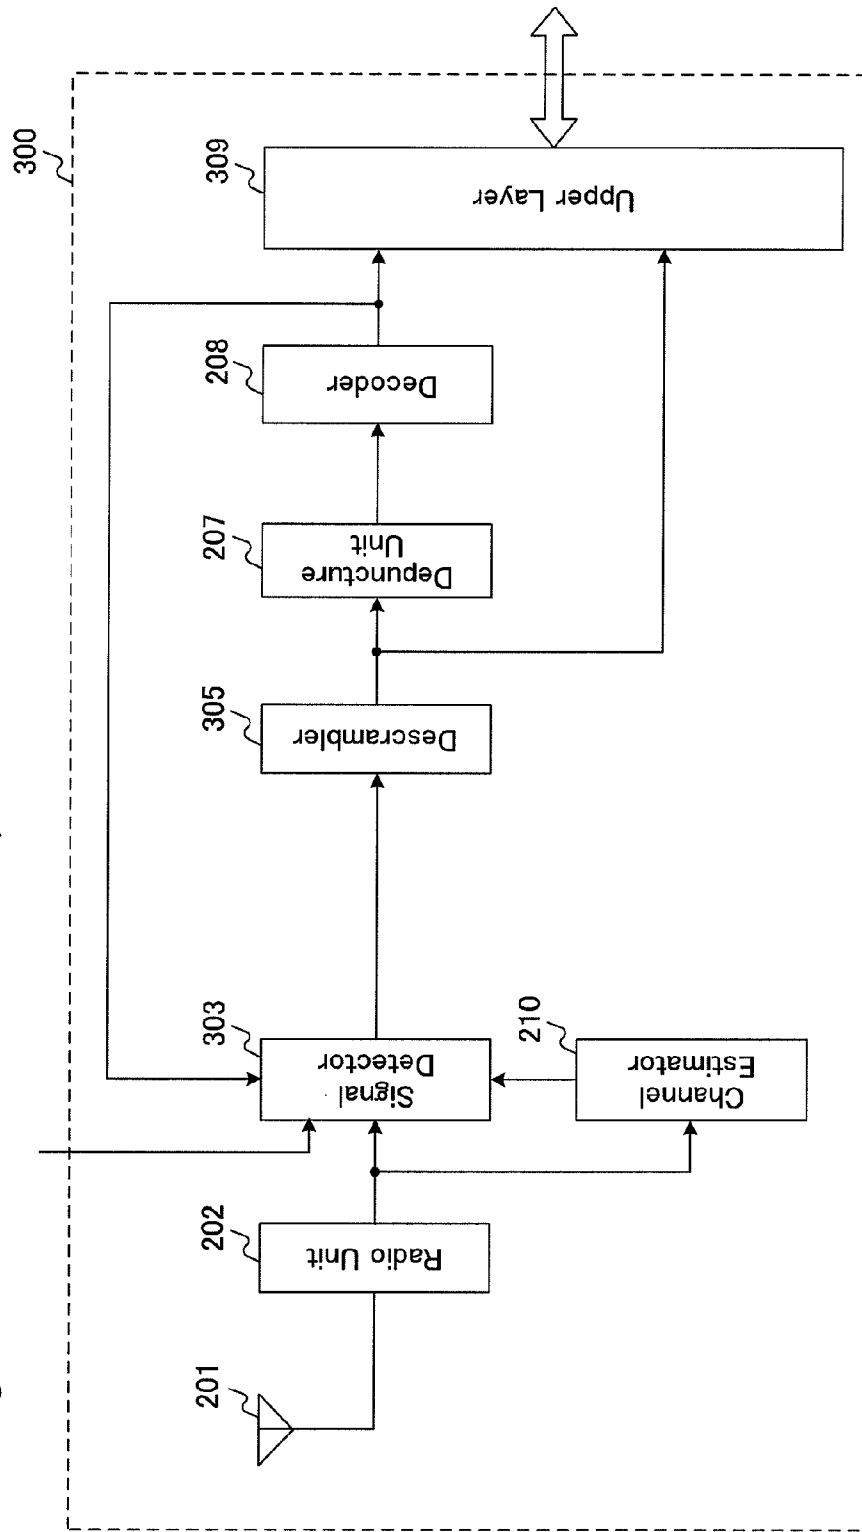 300
201
202
Radio Unit
303
Signal
Detector
210
Channel
Estimator
305
Descrambler
207
Depuncture
Unit
208
Decoder
309
Upper Layer